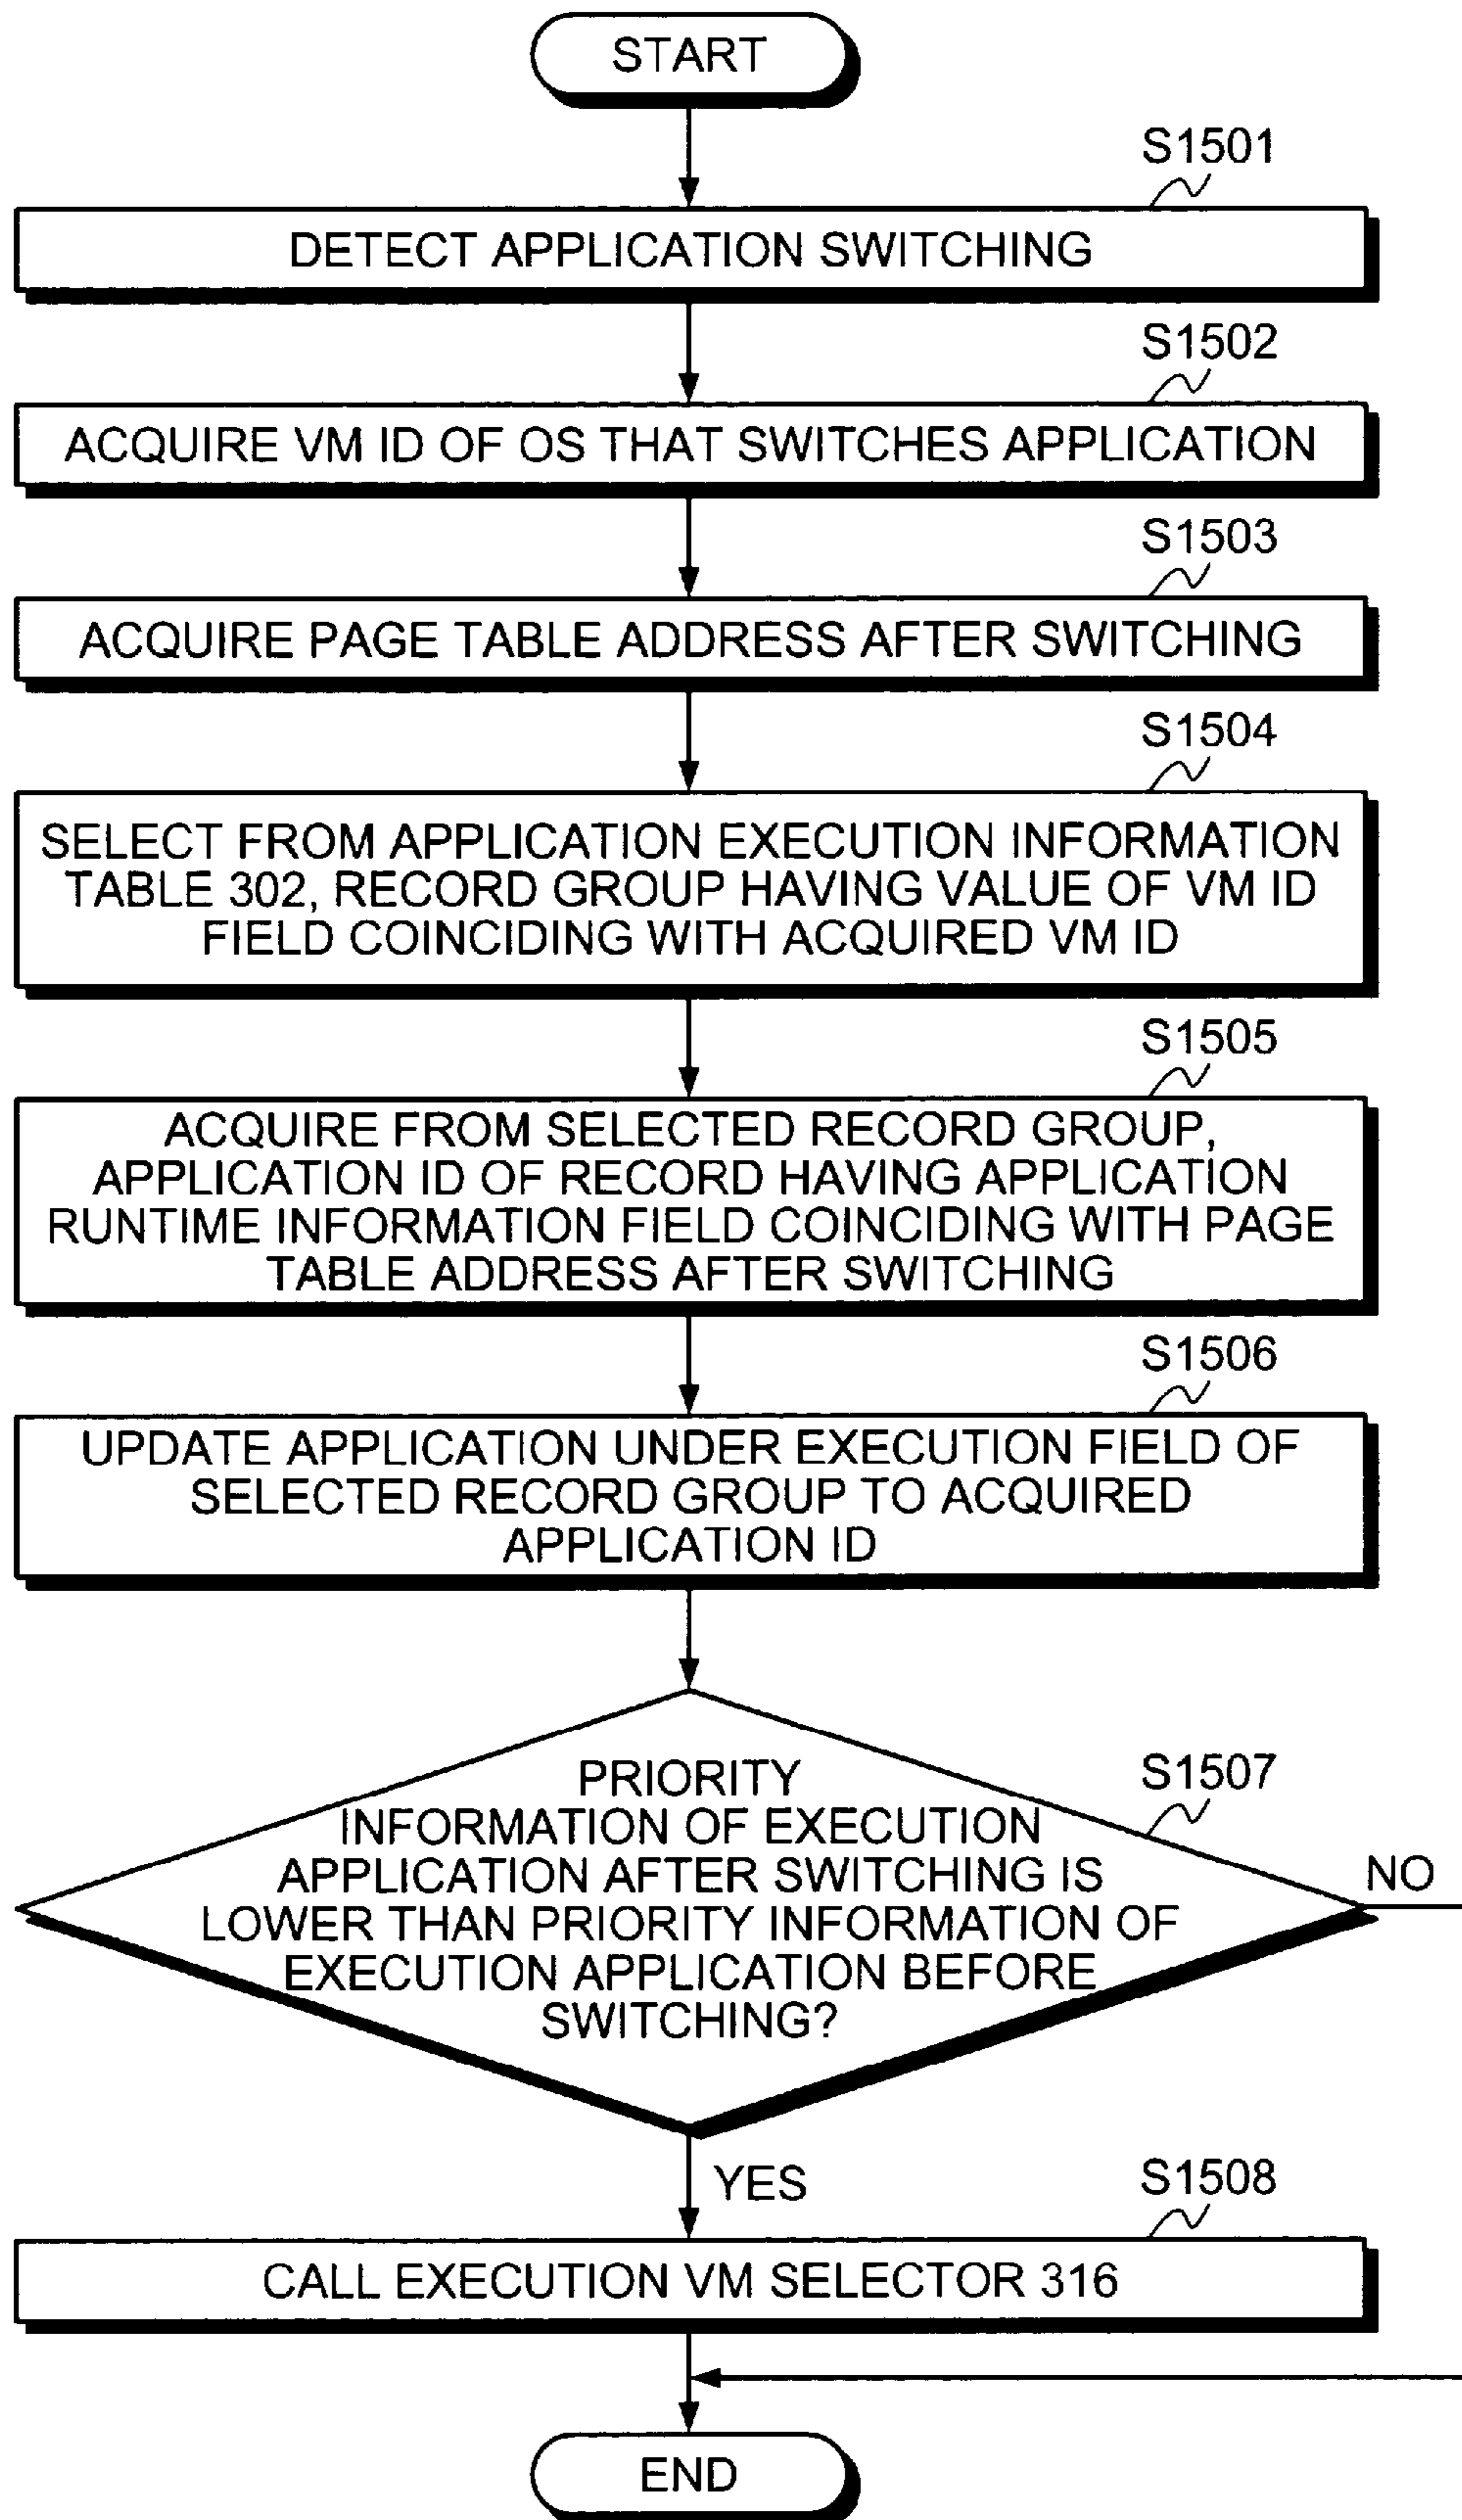 START
S1501
DETECT APPLICATION SWITCHING
S1502
ACQUIRE VM ID OF OS THAT SWITCHES APPLICATION
S1503
ACQUIRE PAGE TABLE ADDRESS AFTER SWITCHING
S1504
SELECT FROM APPLICATION EXECUTION INFORMATION
TABLE 302, RECORD GROUP HAVING VALUE OF VM ID
FIELD COINCIDING WITH ACQUIRED VM ID
S1505
ACQUIRE FROM SELECTED RECORD GROUP,
APPLICATION ID OF RECORD HAVING APPLICATION
RUNTIME INFORMATION FIELD COINCIDING WITH PAGE
TABLE ADDRESS AFTER SWITCHING
S1506
UPDATE APPLICATION UNDER EXECUTION FIELD OF
SELECTED RECORD GROUP TO ACQUIRED
APPLICATION ID
S1507
PRIORITY
INFORMATION OF EXECUTION
APPLICATION AFTER SWITCHING IS
LOWER THAN PRIORITY INFORMATION OF
EXECUTION APPLICATION BEFORE
SWITCHING?
NO
YES
S1508
CALL EXECUTION VM SELECTOR 316
END